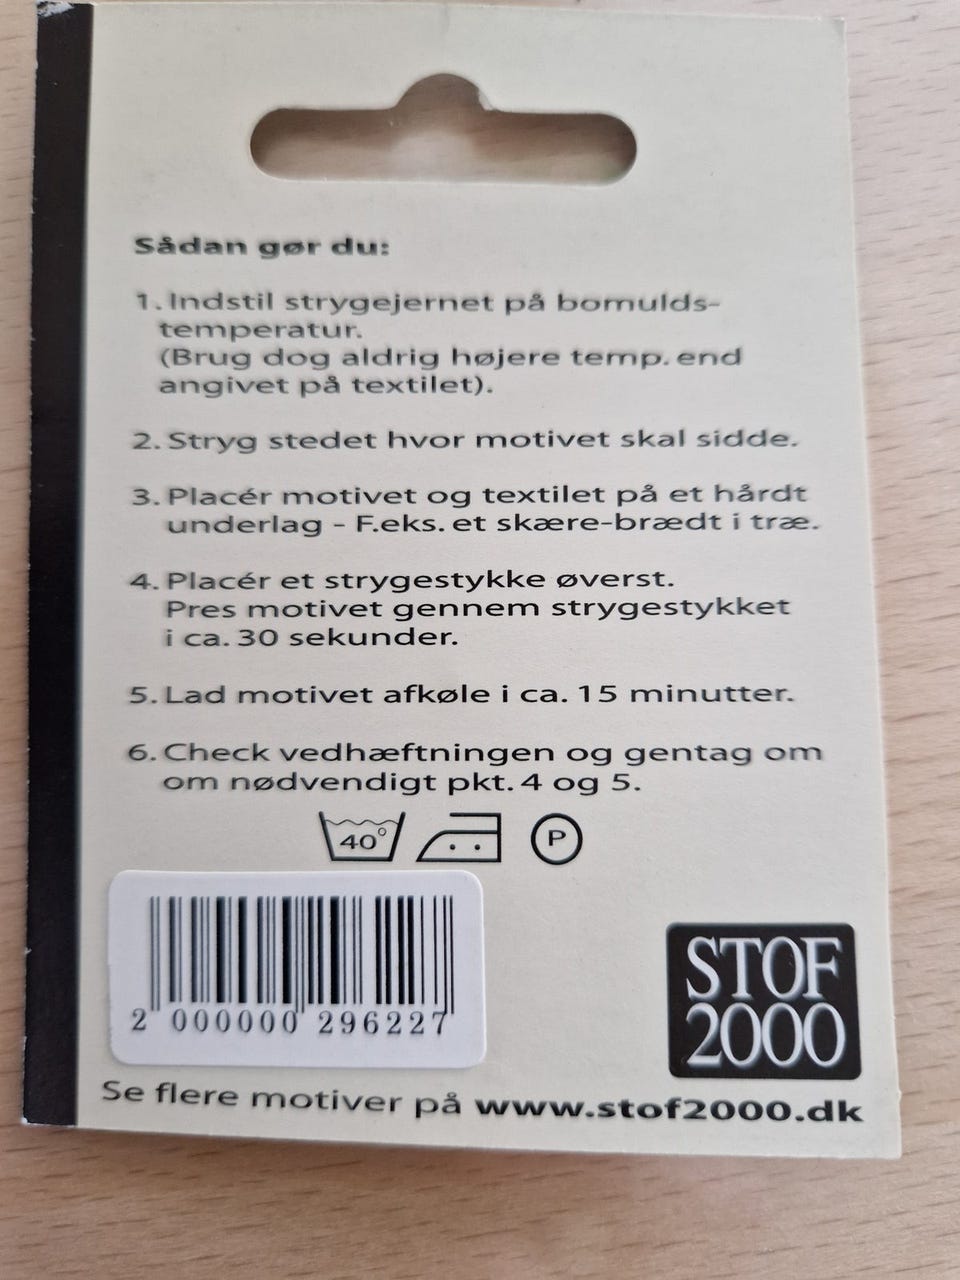 Sådan gør du:
1. Indstil strygejernet på bomulds-
temperatur.
(Brug dog aldrig højere temp. end
angivet på textilet).
2. Stryg stedet hvor motivet skal sidde.
3. Placér motivet og textilet på et hårdt
underlag - F.eks. et skære-brædt i træ.
4. Placér et strygestykke øverst.
Pres motivet gennem strygestykket
i ca. 30 sekunder.
5. Lad motivet afkøle i ca. 15 minutter.
6. Check vedhæftningen og gentag om
om nødvendigt pkt. 4 og 5.
40° P
2 000000 296227
STOF
2000
Se flere motiver på www.stof2000.dk